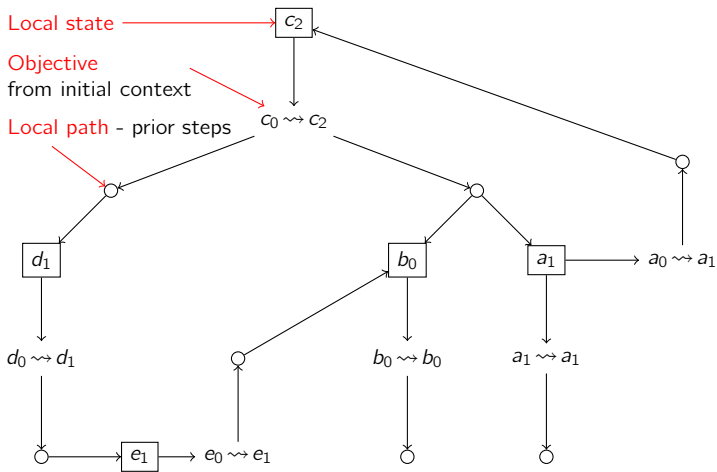 Local state
c₂
Objective
from initial context
c₀ ⇝ c₂
Local path - prior steps
d₁
b₀
a₁
a₀ ⇝ a₁
d₀ ⇝ d₁
b₀ ⇝ b₀
a₁ ⇝ a₁
e₁
e₀ ⇝ e₁